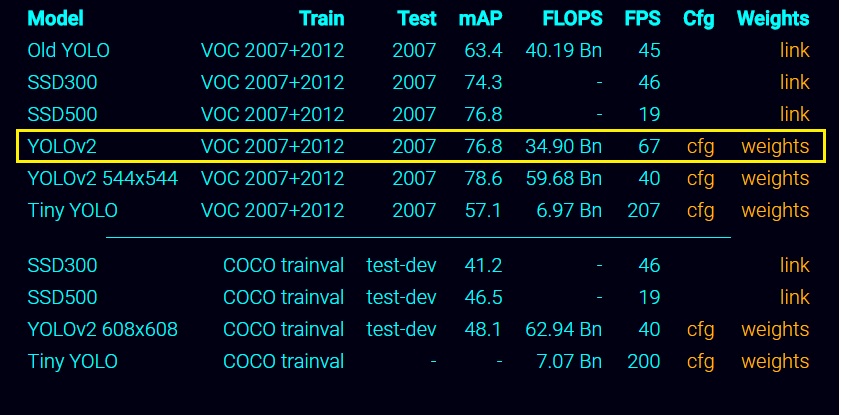 Model Train Test mAP FLOPS FPS Cfg Weights
Old YOLO VOC 2007+2012 2007 63.4 40.19 Bn 45 link
SSD300 VOC 2007+2012 2007 74.3 - 46 link
SSD500 VOC 2007+2012 2007 76.8 - 19 link
YOLOv2 VOC 2007+2012 2007 76.8 34.90 Bn 67 cfg weights
YOLOv2 544x544 VOC 2007+2012 2007 78.6 59.68 Bn 40 cfg weights
Tiny YOLO VOC 2007+2012 2007 57.1 6.97 Bn 207 cfg weights
SSD300 COCO trainval test-dev 41.2 - 46 link
SSD500 COCO trainval test-dev 46.5 - 19 link
YOLOv2 608x608 COCO trainval test-dev 48.1 62.94 Bn 40 cfg weights
Tiny YOLO COCO trainval - - 7.07 Bn 200 cfg weights